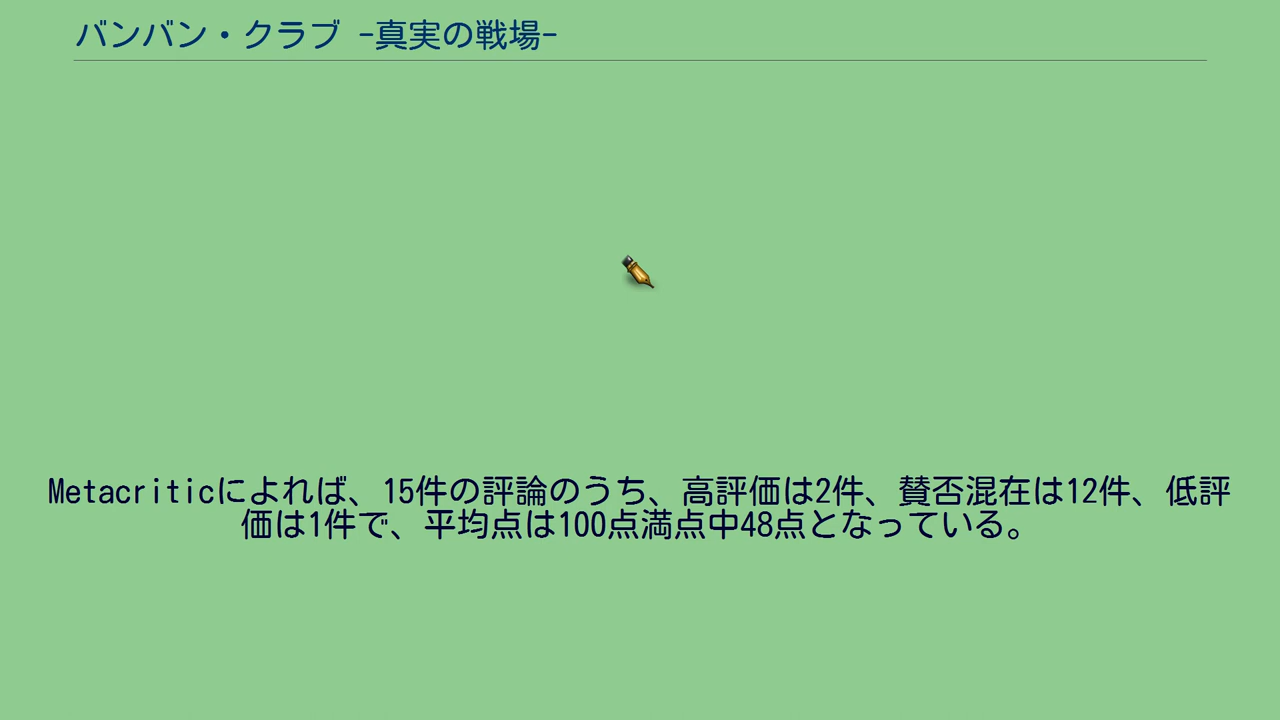 バンバン・クラブ -真実の戦場-
Metacriticによれば、15件の評論のうち、高評価は2件、賛否混在は12件、低評
価は1件で、平均点は100点満点中48点となっている。